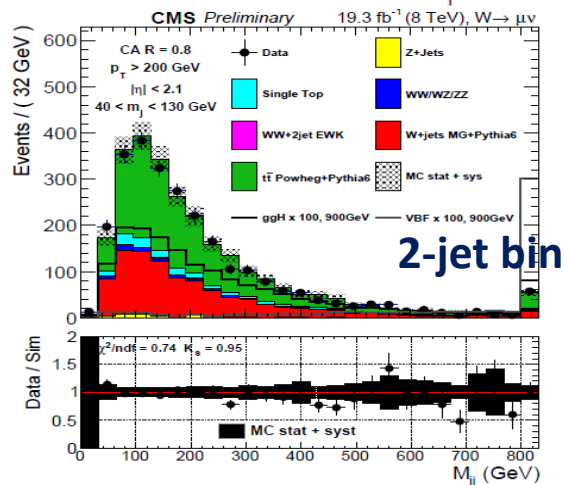 CMS Preliminary 19.3 fb⁻¹ (8 TeV), W→ μν
Events / ( 32 GeV )
600
500
400
300
200
100
0
CA R = 0.8
p_T > 200 GeV
|η| < 2.1
40 < m_j < 130 GeV
Data
Z+Jets
Single Top
WW/WZ/ZZ
WW+2jet EWK
W+jets MG+Pythia6
tt̄ Powheg+Pythia6
MC stat + sys
ggH x 100, 900GeV
VBF x 100, 900GeV
2-jet bin
Data / Sim
2
1.5
1
0.5
0
χ²/ndf = 0.74 K_s = 0.95
MC stat + syst
0 100 200 300 400 500 600 700 800
M_jj (GeV)